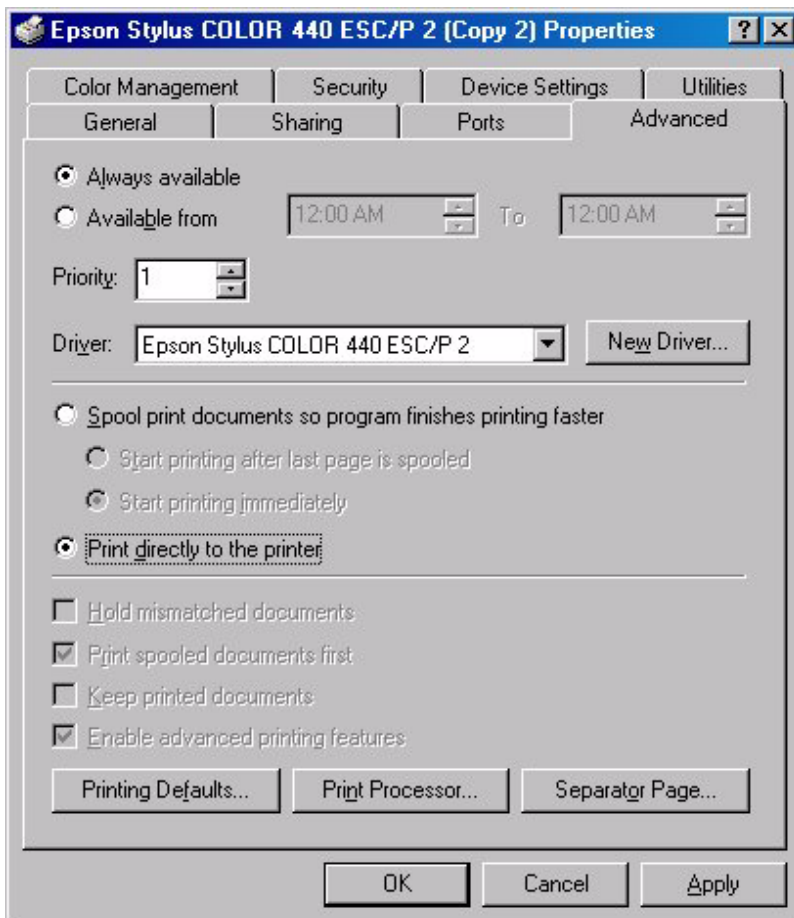 Epson Stylus COLOR 440 ESC/P 2 (Copy 2) Properties
Color Management Security Device Settings Utilities
General Sharing Ports Advanced
Always available
Available from 12:00 AM To 12:00 AM
Priority: 1
Driver: Epson Stylus COLOR 440 ESC/P 2 New Driver...
Spool print documents so program finishes printing faster
Start printing after last page is spooled
Start printing immediately
Print directly to the printer
Hold mismatched documents
Print spooled documents first
Keep printed documents
Enable advanced printing features
Printing Defaults... Print Processor... Separator Page...
OK Cancel Apply